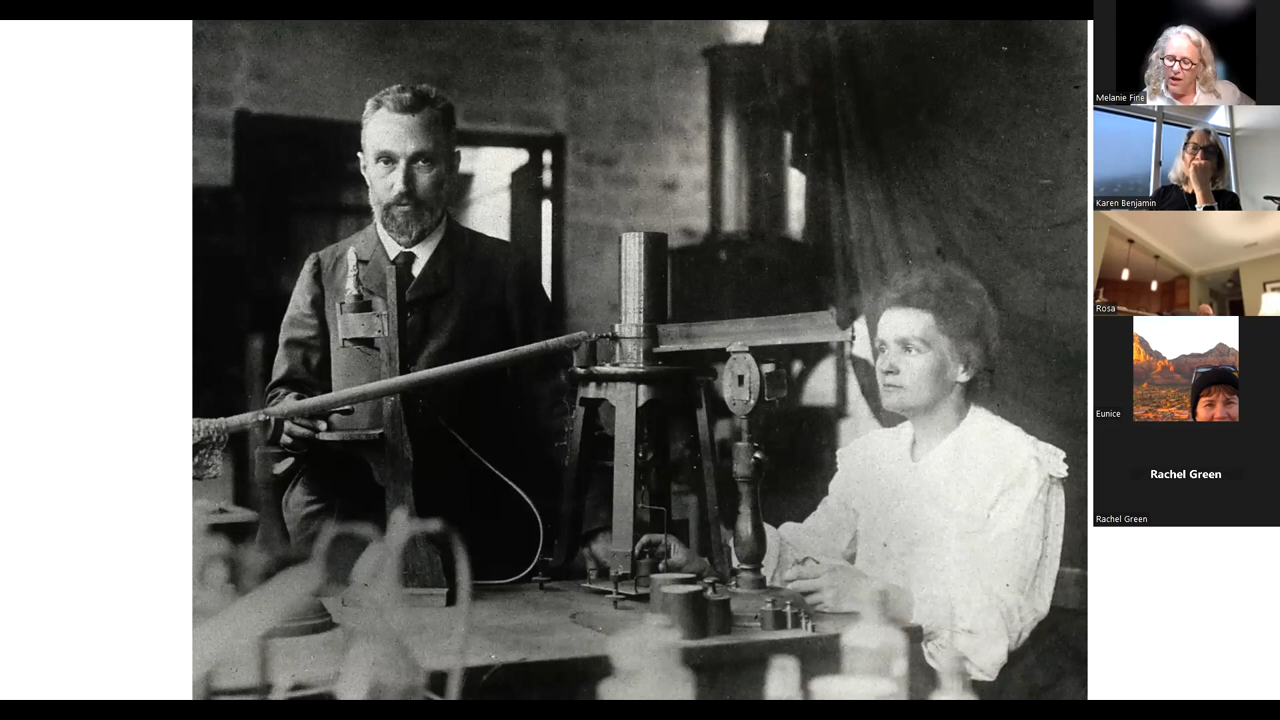 Melanie Fine
Karen Benjamin
Rosa
Eunice
Rachel Green
Rachel Green